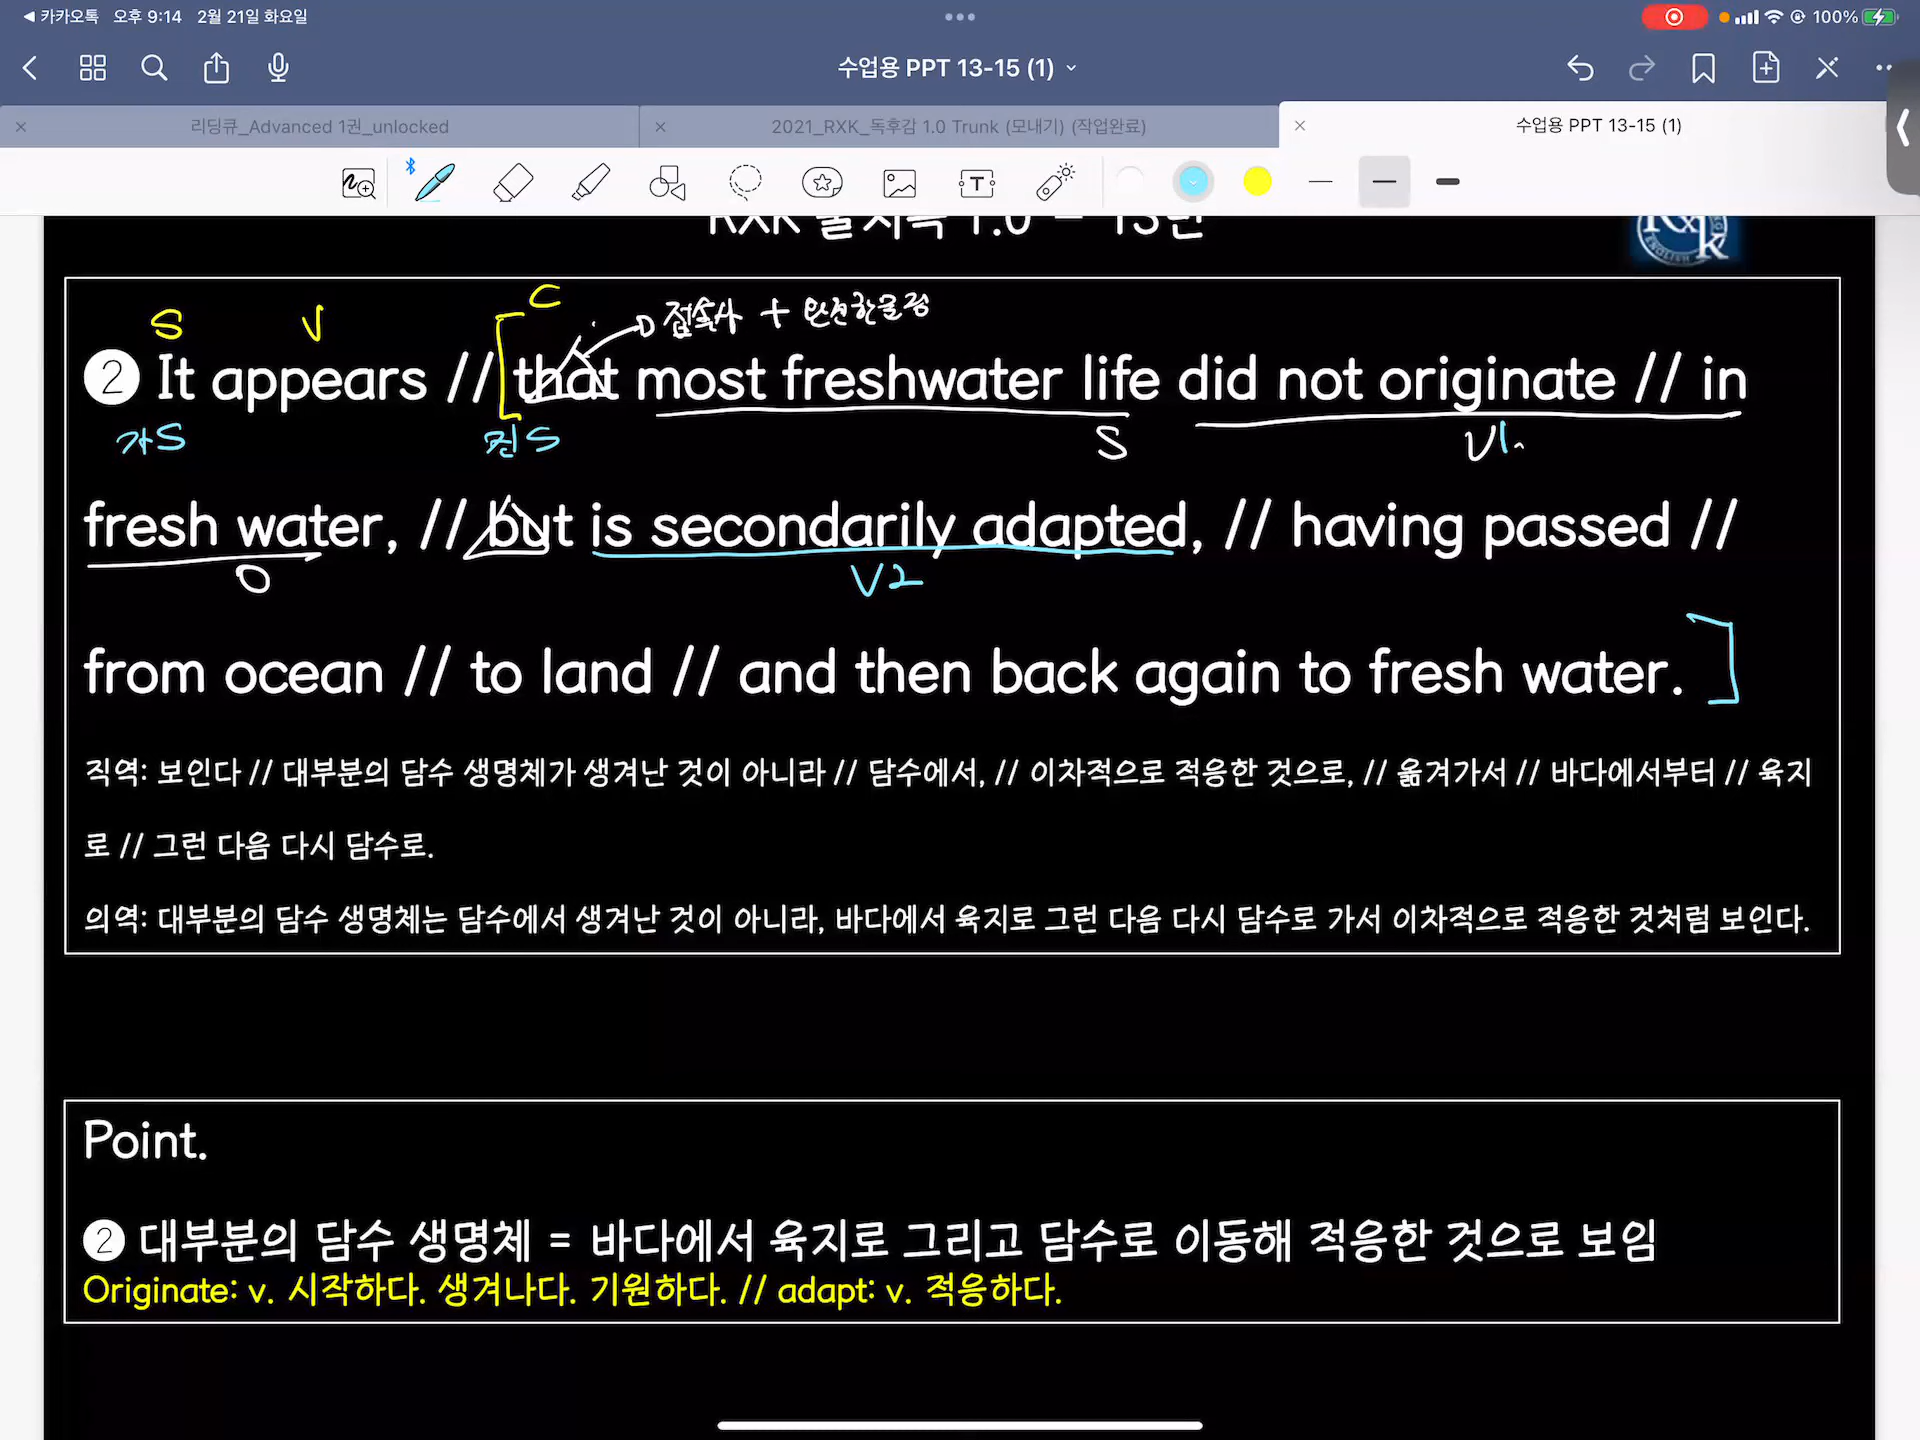 ◀ 카카오톡 오후 9:14 2월 21일 화요일
100%
수업용 PPT 13-15 (1)
리딩큐_Advanced 1권_unlocked
2021_RXK_독후감 1.0 Trunk (모내기) (작업완료)
수업용 PPT 13-15 (1)
S V C 접속사 + 완전한문장
❷ It appears // that most freshwater life did not originate // in
가S 진S S V1
fresh water, // but is secondarily adapted, // having passed //
O V2
from ocean // to land // and then back again to fresh water.
직역: 보인다 // 대부분의 담수 생명체가 생겨난 것이 아니라 // 담수에서, // 이차적으로 적응한 것으로, // 옮겨가서 // 바다에서부터 // 육지
로 // 그런 다음 다시 담수로.
의역: 대부분의 담수 생명체는 담수에서 생겨난 것이 아니라, 바다에서 육지로 그런 다음 다시 담수로 가서 이차적으로 적응한 것처럼 보인다.
Point.
❷ 대부분의 담수 생명체 = 바다에서 육지로 그리고 담수로 이동해 적응한 것으로 보임
Originate: v. 시작하다. 생겨나다. 기원하다. // adapt: v. 적응하다.